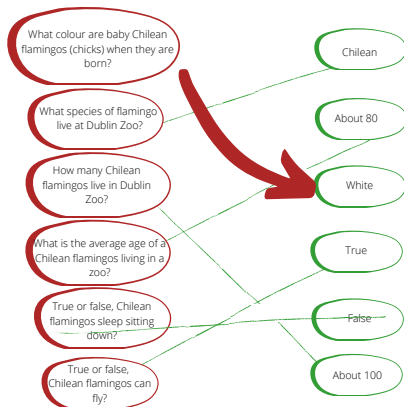 What colour are baby Chilean
flamingos (chicks) when they are
born?
What species of flamingo
live at Dublin Zoo?
How many Chilean
flamingos live in Dublin
Zoo?
What is the average age of a
Chilean flamingos living in a
zoo?
True or false, Chilean
flamingos sleep sitting
down?
True or false,
Chilean flamingos can
fly?
Chilean
About 80
White
True
False
About 100